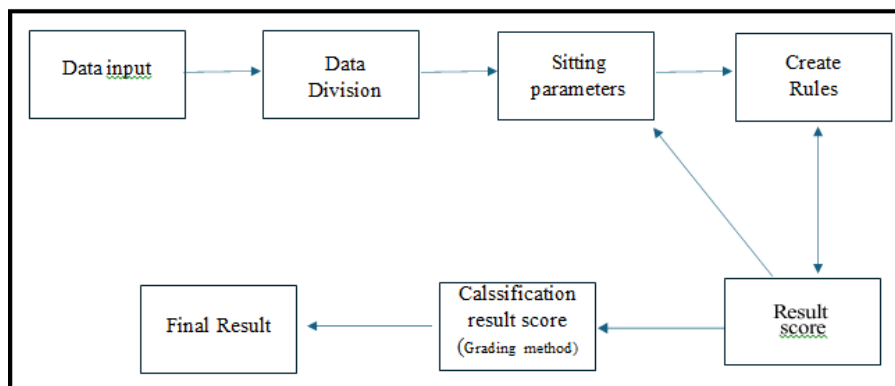 Data input
Data
Division
Sitting
parameters
Create
Rules
Result
score
Calssification
result score
(Grading method)
Final Result